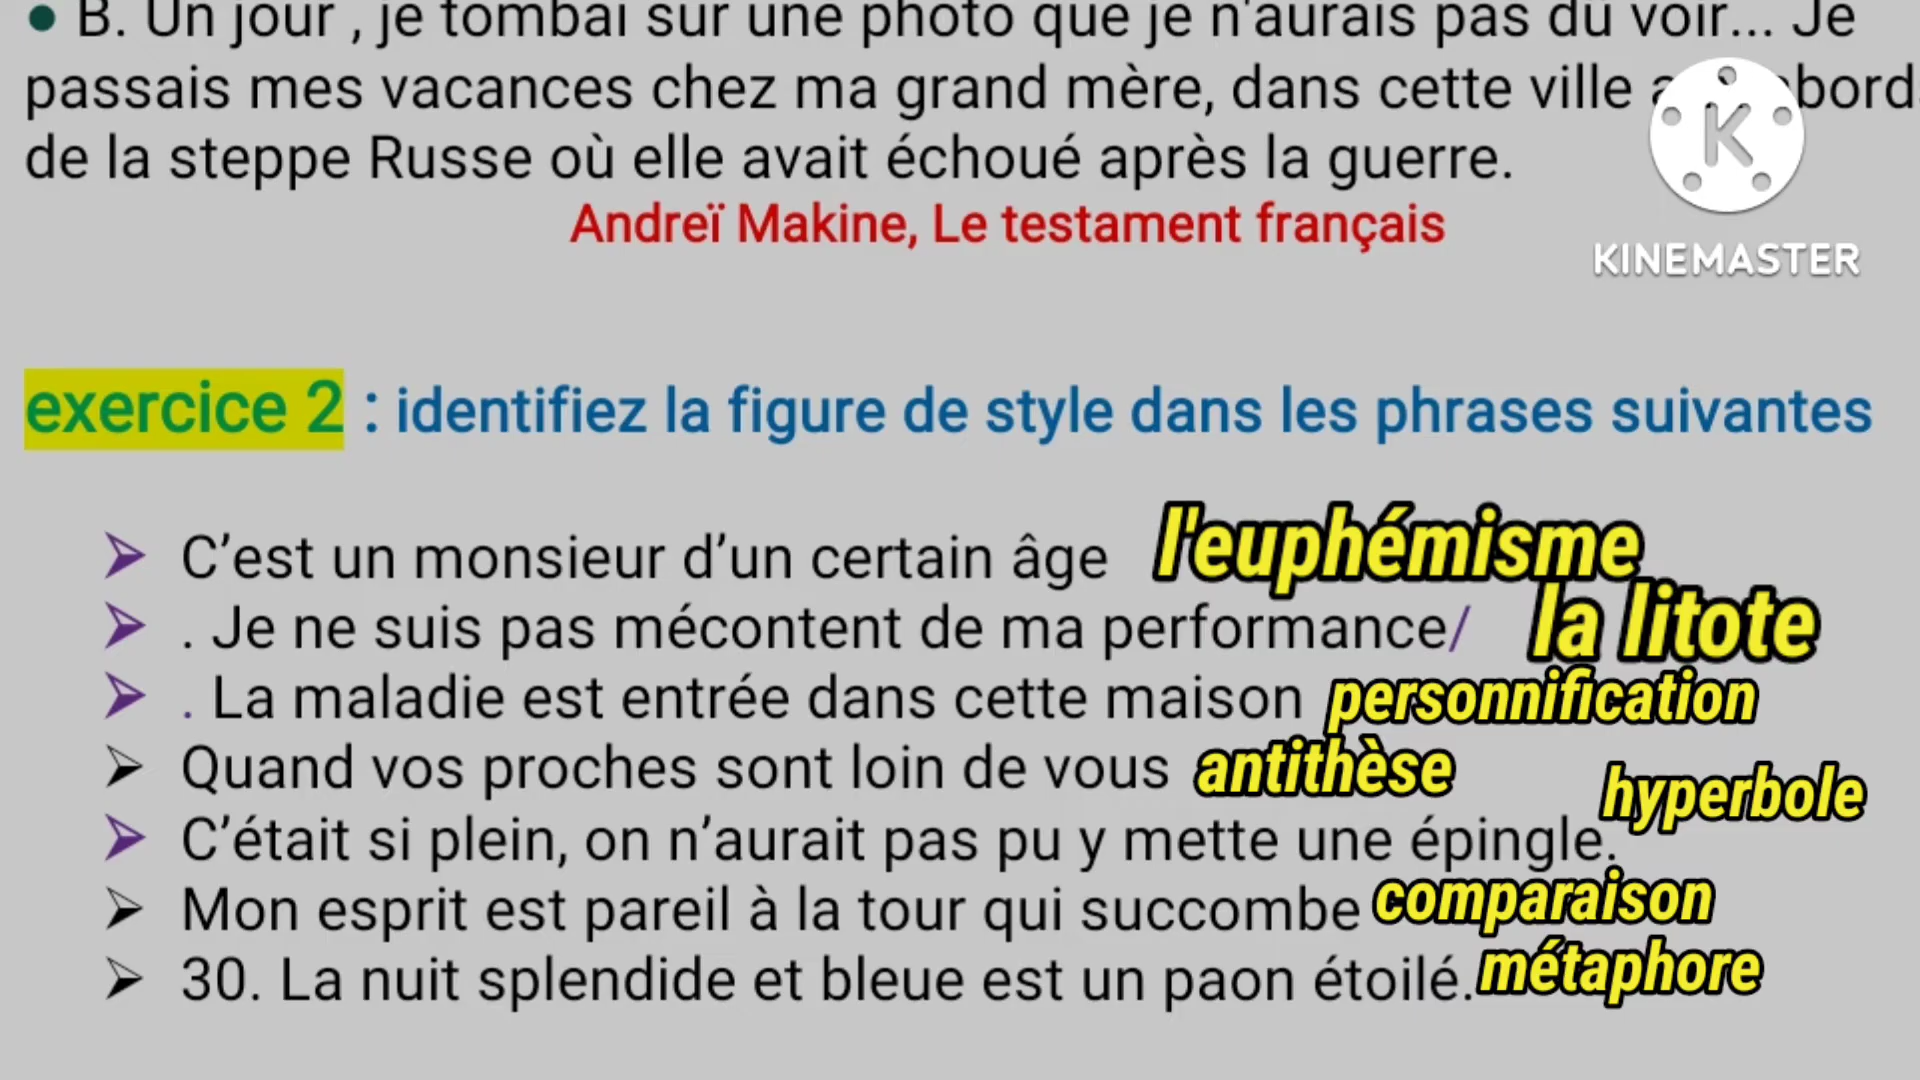 • B. Un jour , je tombai sur une photo que je n'aurais pas dû voir... Je
passais mes vacances chez ma grand mère, dans cette ville bord
de la steppe Russe où elle avait échoué après la guerre.
Andreï Makine, Le testament français
K
KINEMASTER
exercice 2 : identifiez la figure de style dans les phrases suivantes
➢ C’est un monsieur d’un certain âge l'euphémisme
➢ . Je ne suis pas mécontent de ma performance/ la litote
➢ . La maladie est entrée dans cette maison personnification
➢ Quand vos proches sont loin de vous antithèse
hyperbole
➢ C’était si plein, on n’aurait pas pu y mette une épingle.
➢ Mon esprit est pareil à la tour qui succombe comparaison
➢ 30. La nuit splendide et bleue est un paon étoilé. métaphore